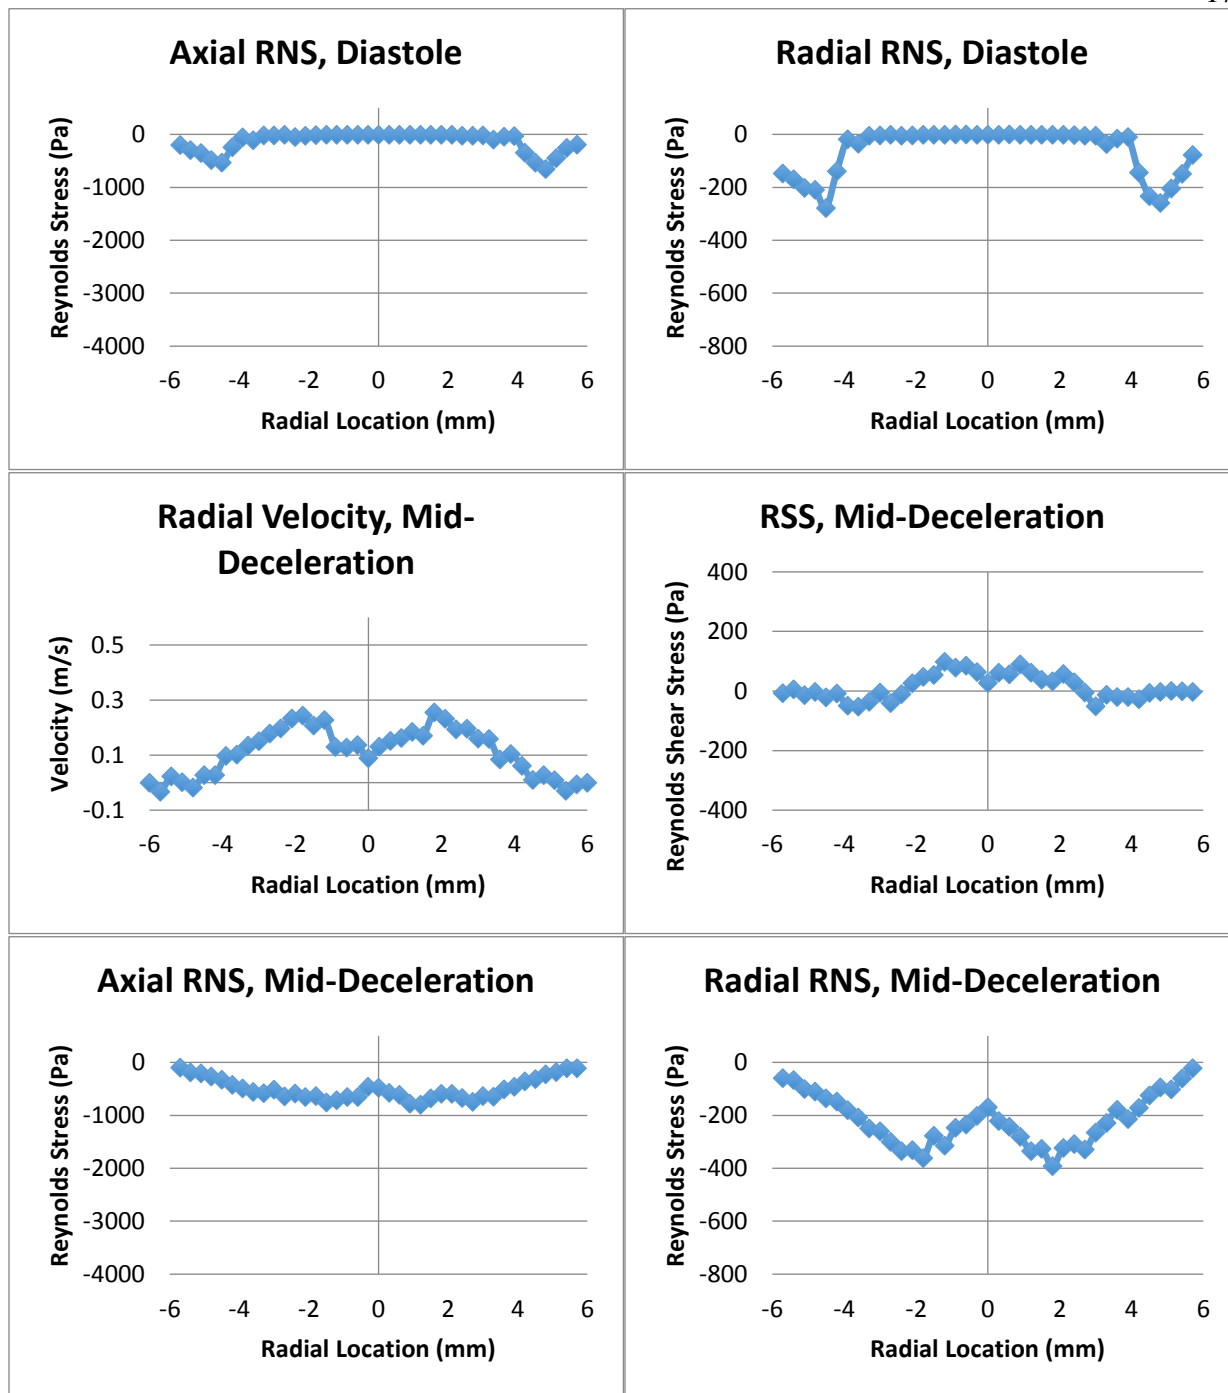 Axial RNS, Diastole
Reynolds Stress (Pa)
0
-1000
-2000
-3000
-4000
-6 -4 -2 0 2 4 6
Radial Location (mm)
Radial RNS, Diastole
Reynolds Stress (Pa)
0
-200
-400
-600
-800
-6 -4 -2 0 2 4 6
Radial Location (mm)
Radial Velocity, Mid-
Deceleration
Velocity (m/s)
0.5
0.3
0.1
-0.1
-6 -4 -2 0 2 4 6
Radial Location (mm)
RSS, Mid-Deceleration
Reynolds Shear Stress (Pa)
400
200
0
-200
-400
-6 -4 -2 0 2 4 6
Radial Location (mm)
Axial RNS, Mid-Deceleration
Reynolds Stress (Pa)
0
-1000
-2000
-3000
-4000
-6 -4 -2 0 2 4 6
Radial Location (mm)
Radial RNS, Mid-Deceleration
Reynolds Stress (Pa)
0
-200
-400
-600
-800
-6 -4 -2 0 2 4 6
Radial Location (mm)